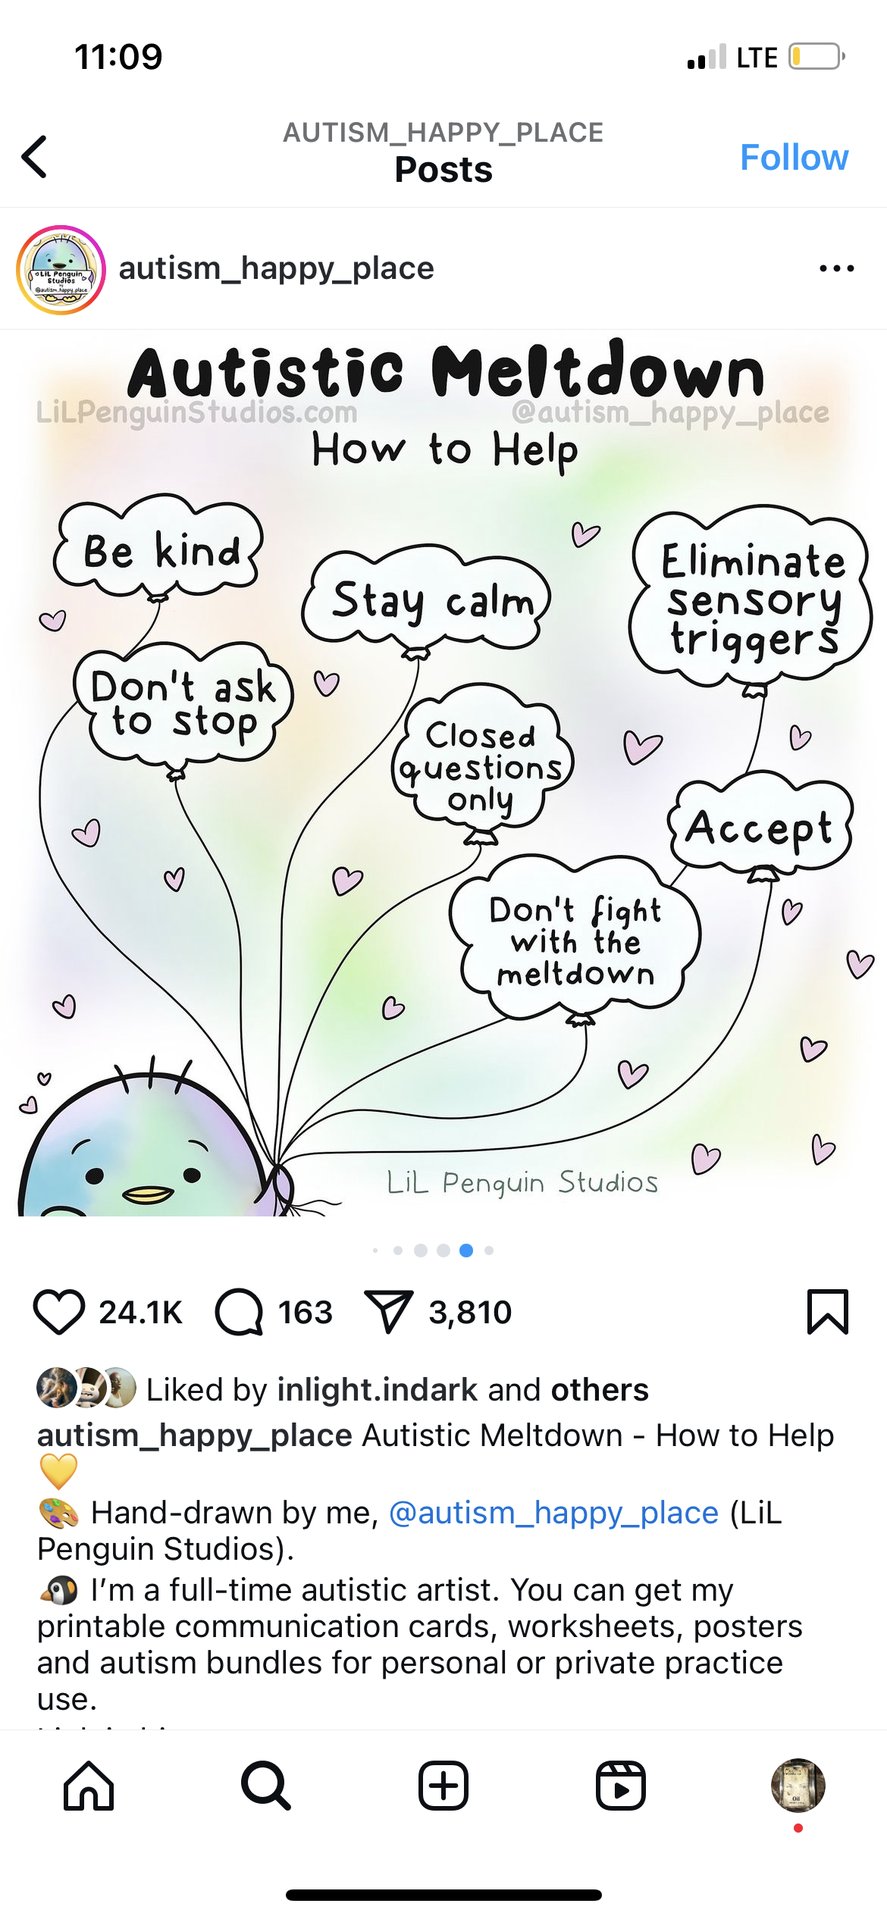 11:09
LTE
AUTISM_HAPPY_PLACE
Posts
Follow
LiL Penguin
Studios
@autism_happy_place
autism_happy_place
Autistic Meltdown
LiLPenguinStudios.com @autism_happy_place
How to Help
Be kind
Stay calm
Eliminate
sensory
triggers
Don't ask
to stop
Closed
questions
only
Accept
Don't fight
with the
meltdown
LiL Penguin Studios
24.1K 163 3,810
Liked by inlight.indark and others
autism_happy_place Autistic Meltdown - How to Help
💛
🎨 Hand-drawn by me, @autism_happy_place (LiL
Penguin Studios).
🐧 I’m a full-time autistic artist. You can get my
printable communication cards, worksheets, posters
and autism bundles for personal or private practice
use.